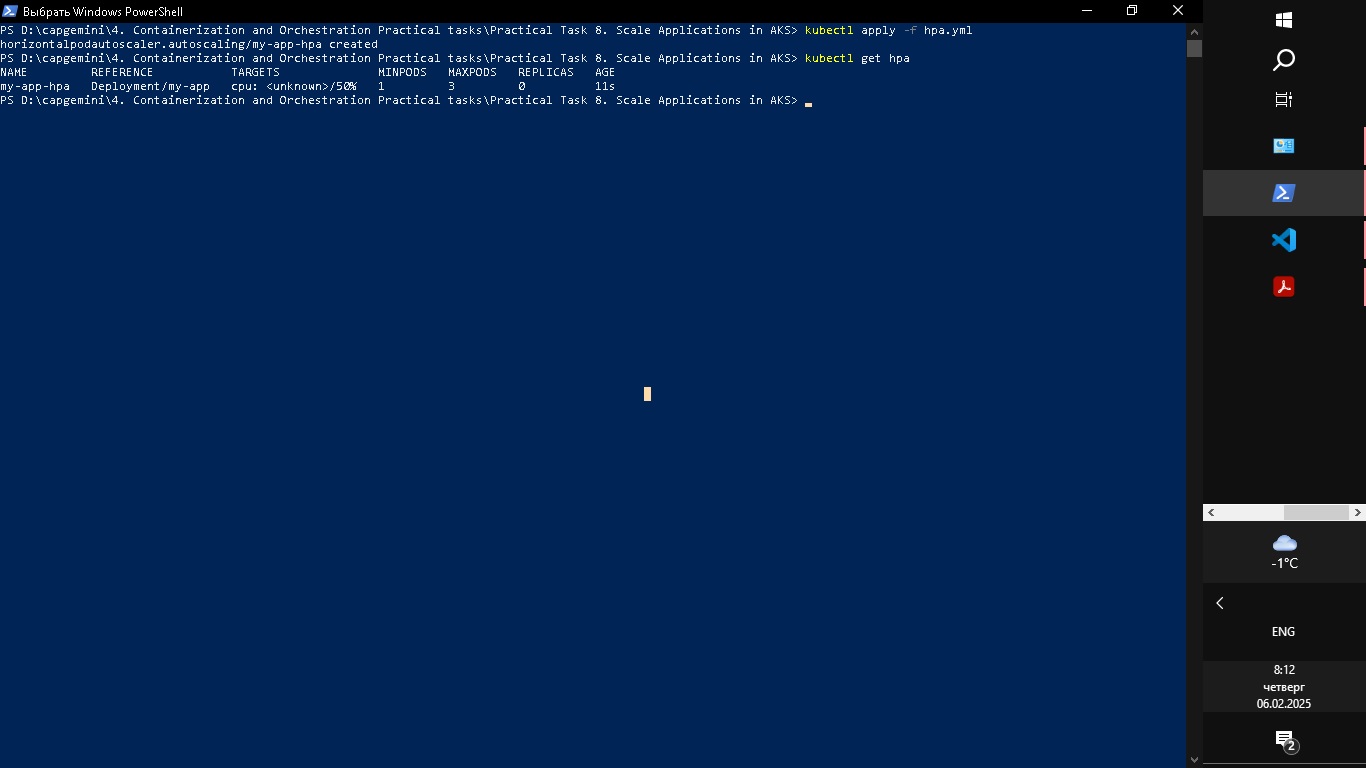 Выбрать Windows PowerShell
PS D:\capgemini\4. Containerization and Orchestration Practical tasks\Practical Task 8. Scale Applications in AKS> kubectl apply -f hpa.yml
horizontalpodautoscaler.autoscaling/my-app-hpa created
PS D:\capgemini\4. Containerization and Orchestration Practical tasks\Practical Task 8. Scale Applications in AKS> kubectl get hpa
NAME         REFERENCE           TARGETS              MINPODS   MAXPODS   REPLICAS   AGE
my-app-hpa   Deployment/my-app   cpu: <unknown>/50%   1         3         0          11s
PS D:\capgemini\4. Containerization and Orchestration Practical tasks\Practical Task 8. Scale Applications in AKS>
-1°C
ENG
8:12
четверг
06.02.2025
2